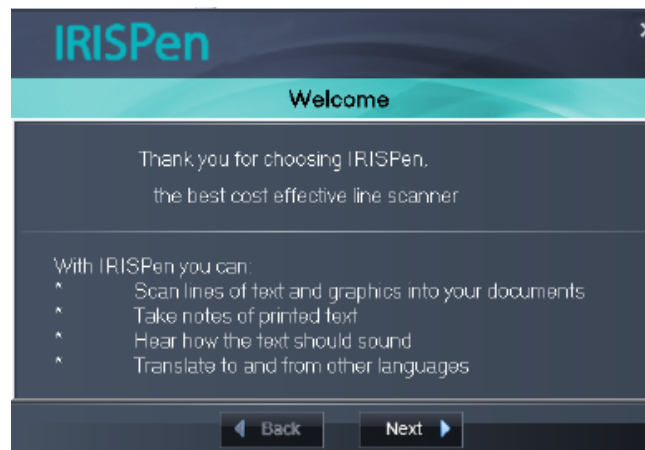 IRISPen
Welcome
Thank you for choosing IRISPen,
the best cost effective line scanner
With IRISPen you can:
* Scan lines of text and graphics into your documents
* Take notes of printed text
* Hear how the text should sound
* Translate to and from other languages
Back Next